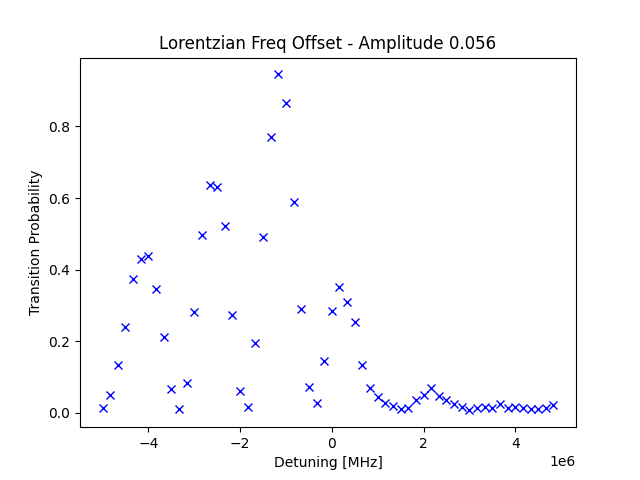 Lorentzian Freq Offset - Amplitude 0.056
Transition Probability
0.8
0.6
0.4
0.2
0.0
−4
−2
0
2
4
1e6
Detuning [MHz]